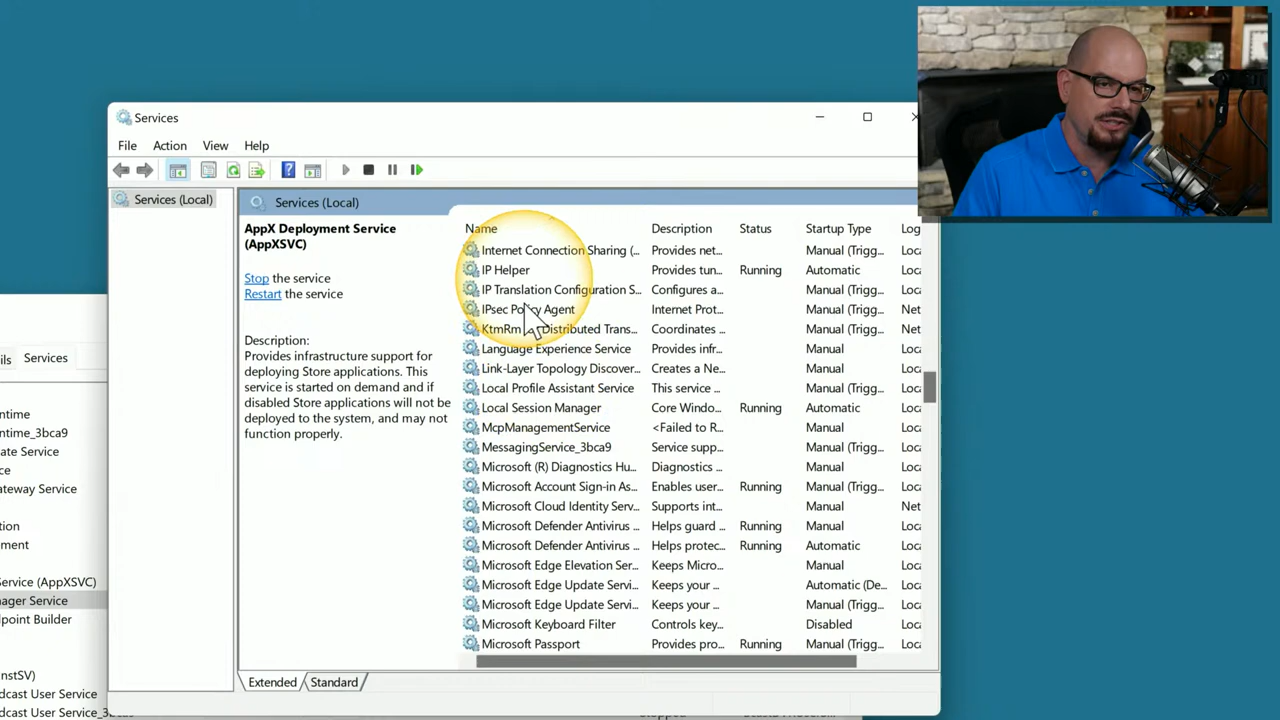 Services
File Action View Help
Services (Local)
Services (Local)
AppX Deployment Service
(AppXSVC)
Stop the service
Restart the service
Description:
Provides infrastructure support for
deploying Store applications. This
service is started on demand and if
disabled Store applications will not be
deployed to the system, and may not
function properly.
Name Description Status Startup Type Log
Internet Connection Sharing (... Provides net... Manual (Trigg... Loca
IP Helper Provides tun... Running Automatic Loca
IP Translation Configuration S... Configures a... Manual (Trigg... Loca
IPsec Policy Agent Internet Prot... Manual (Trigg... Net
KtmRm Distributed Trans... Coordinates ... Manual (Trigg... Net
Language Experience Service Provides infr... Manual Loca
Link-Layer Topology Discover... Creates a Ne... Manual Loca
Local Profile Assistant Service This service ... Manual (Trigg... Loca
Local Session Manager Core Windo... Running Automatic Loca
McpManagementService <Failed to R... Manual Loca
MessagingService_3bca9 Service supp... Manual (Trigg... Loca
Microsoft (R) Diagnostics Hu... Diagnostics ... Manual Loca
Microsoft Account Sign-in As... Enables user... Running Manual (Trigg... Loca
Microsoft Cloud Identity Serv... Supports int... Manual Net
Microsoft Defender Antivirus ... Helps guard ... Running Manual Loca
Microsoft Defender Antivirus ... Helps protec... Running Automatic Loca
Microsoft Edge Elevation Ser... Keeps Micro... Manual Loca
Microsoft Edge Update Servi... Keeps your ... Automatic (De... Loca
Microsoft Edge Update Servi... Keeps your ... Manual (Trigg... Loca
Microsoft Keyboard Filter Controls key... Disabled Loca
Microsoft Passport Provides pro... Running Manual (Trigg... Loca
Extended Standard
ils Services
ntime
ntime_3bca9
ate Service
ce
ateway Service
tion
ement
Service (AppXSVC)
nager Service
dpoint Builder
nstSV)
adcast User Service